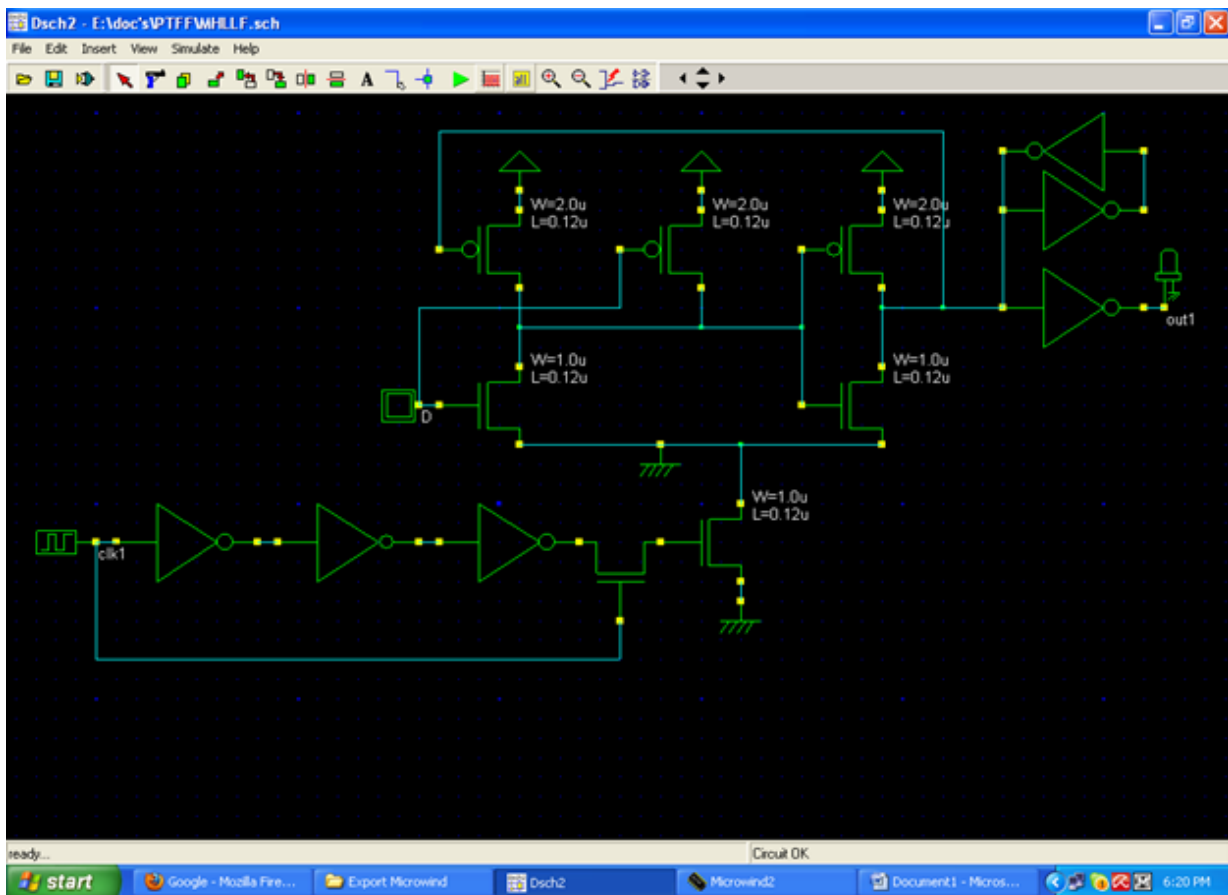 Dsch2 - E:\doc's\PTFF\MHLLF.sch
File Edit Insert View Simulate Help
A
W=2.0u
L=0.12u
W=2.0u
L=0.12u
W=2.0u
L=0.12u
out1
W=1.0u
L=0.12u
W=1.0u
L=0.12u
D
W=1.0u
L=0.12u
clk1
ready...
Circuit OK
start
Google - Mozilla Fire...
Export Microwind
Dsch2
Microwind2
Document1 - Micros...
6:20 PM